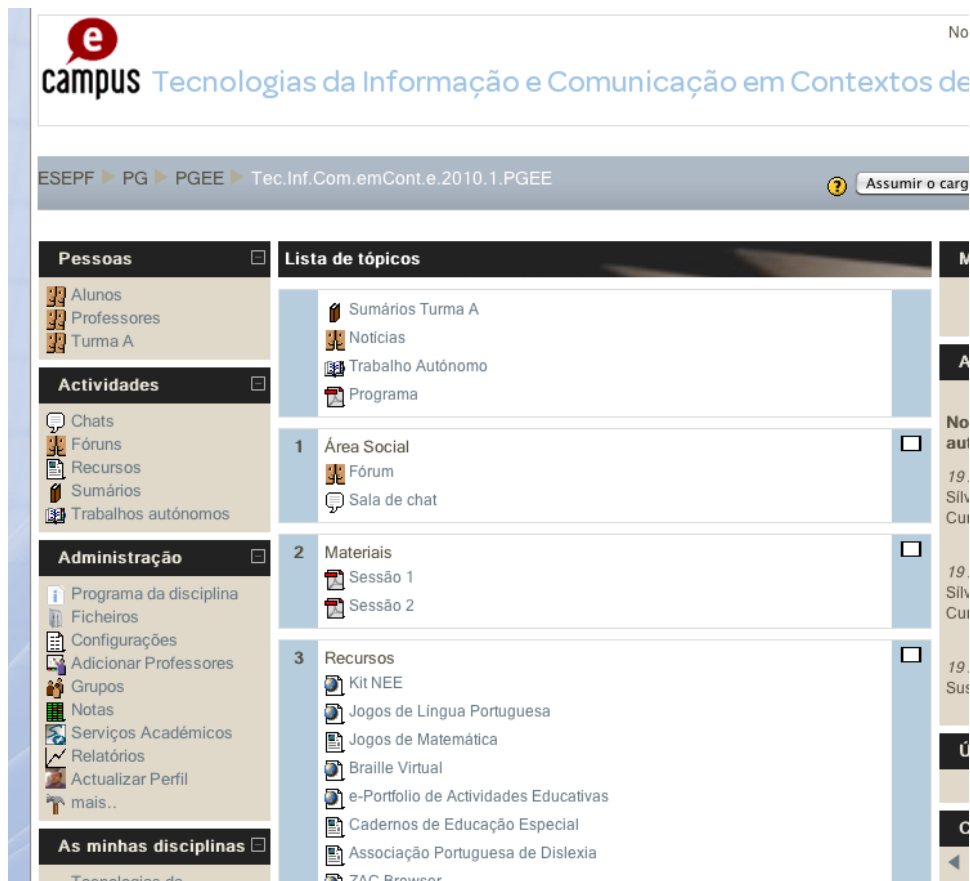 e
campus
Tecnologias da Informação e Comunicação em Contextos de
ESEPF PG PGEE Tec.Inf.Com.emCont.e.2010.1.PGEE
? Assumir o carg
Pessoas
Alunos
Professores
Turma A
Actividades
Chats
Fóruns
Recursos
Sumários
Trabalhos autónomos
Administração
Programa da disciplina
Ficheiros
Configurações
Adicionar Professores
Grupos
Notas
Serviços Académicos
Relatórios
Actualizar Perfil
mais..
As minhas disciplinas
Lista de tópicos
Sumários Turma A
Notícias
Trabalho Autónomo
Programa
1 Área Social
Fórum
Sala de chat
2 Materiais
Sessão 1
Sessão 2
3 Recursos
Kit NEE
Jogos de Língua Portuguesa
Jogos de Matemática
Braille Virtual
e-Portfolio de Actividades Educativas
Cadernos de Educação Especial
Associação Portuguesa de Dislexia
ZAC Browser
No
19
19
19